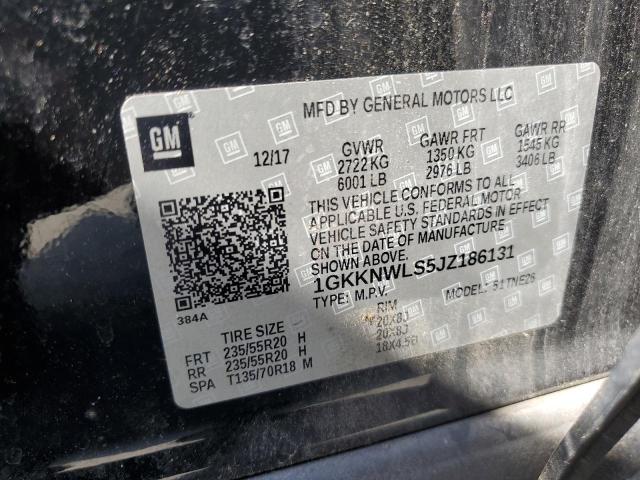 MFD BY GENERAL MOTORS LLC
GM
12/17
GVWR GAWR FRT GAWR RR
2722 KG 1350 KG 1545 KG
6001 LB 2976 LB 3406 LB
THIS VEHICLE CONFORMS TO ALL
APPLICABLE U.S. FEDERAL MOTOR
VEHICLE SAFETY STANDARDS IN EFFECT
ON THE DATE OF MANUFACTURE
SHOWN ABOVE.
1GKKNWLS5JZ186131
TYPE: M.P.V. MODEL: 51TNE26
384A
TIRE SIZE RIM
FRT 235/55R20 H 20X8J
RR 235/55R20 H 20X8J
SPA T135/70R18 M 18X4.5B